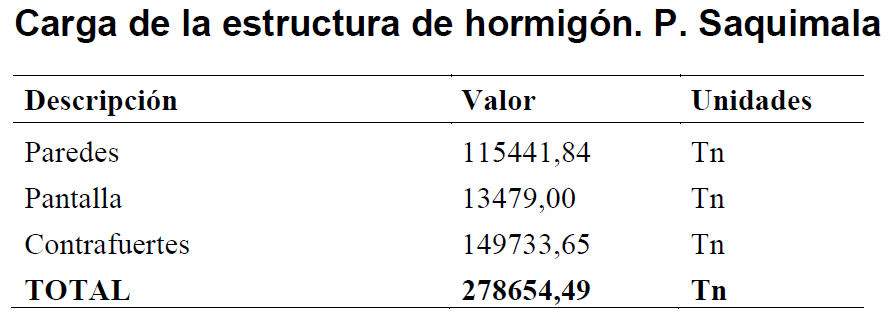 Carga de la estructura de hormigón. P. Saquimala
Descripción Valor Unidades
Paredes 115441,84 Tn
Pantalla 13479,00 Tn
Contrafuertes 149733,65 Tn
TOTAL 278654,49 Tn